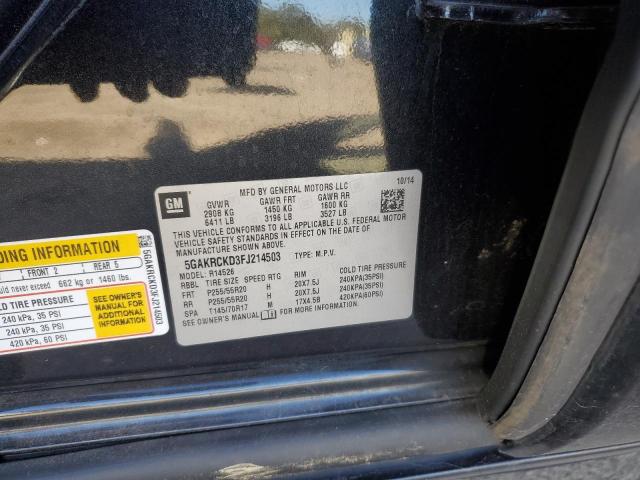 GM
MFD BY GENERAL MOTORS LLC
10/14
GVWR GAWR FRT GAWR RR
2908 KG 1450 KG 1600 KG
6411 LB 3196 LB 3527 LB
THIS VEHICLE CONFORMS TO ALL APPLICABLE U.S. FEDERAL MOTOR
VEHICLE SAFETY STANDARDS IN EFFECT ON THE DATE OF
MANUFACTURE SHOWN ABOVE.
5GAKRCKD3FJ214503 TYPE: M.P.V.
MODEL: R14526
RBBL TIRE SIZE SPEED RTG RIM COLD TIRE PRESSURE
FRT P255/55R20 H 20X7.5J 240KPA(35PSI)
RR P255/55R20 H 20X7.5J 240KPA(35PSI)
SPA T145/70R17 M 17X4.5B 420KPA(60PSI)
SEE OWNER'S MANUAL FOR MORE INFORMATION.
DING INFORMATION
1 FRONT 2 REAR 5
ould never exceed 662 kg or 1460 lbs.
LD TIRE PRESSURE
240 kPa, 35 PSI
240 kPa, 35 PSI
420 kPa, 60 PSI
SEE OWNER'S
MANUAL FOR
ADDITIONAL
INFORMATION
5GAKRCKD3FJ214503